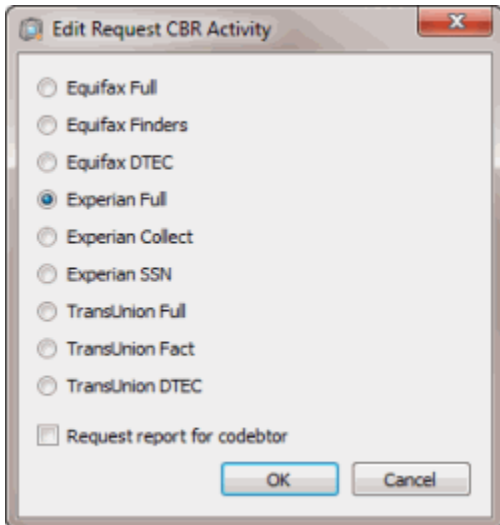 Edit Request CBR Activity
Equifax Full
Equifax Finders
Equifax DTEC
Experian Full
Experian Collect
Experian SSN
TransUnion Full
TransUnion Fact
TransUnion DTEC
Request report for codebtor
OK Cancel